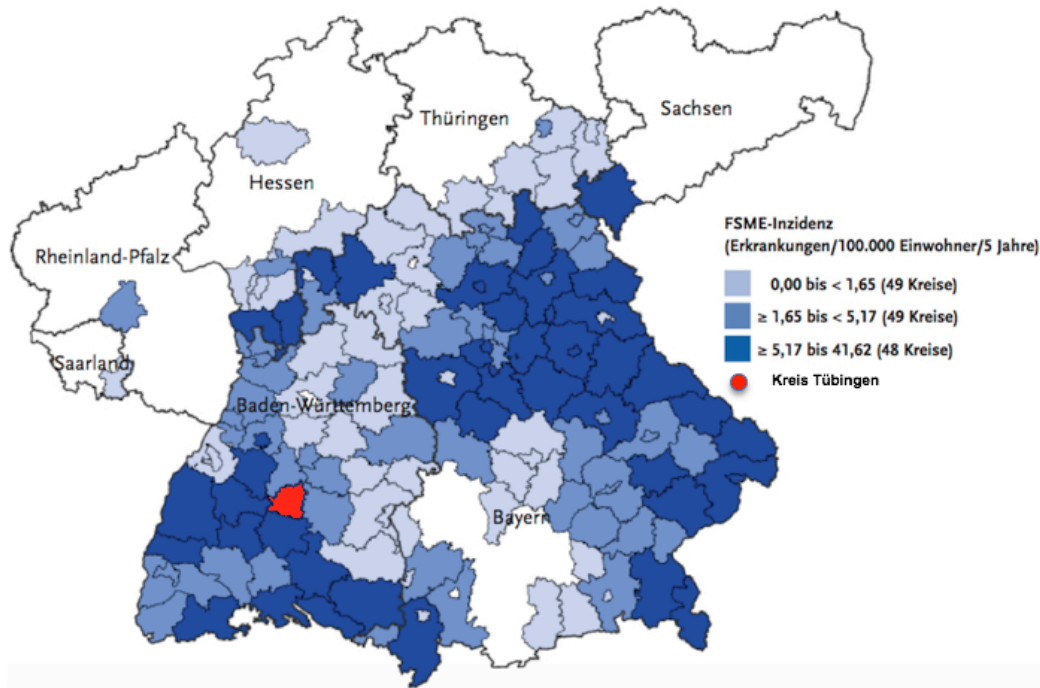 Thüringen
Sachsen
Hessen
Rheinland-Pfalz
Saarland
Baden-Württemberg
Bayern
FSME-Inzidenz
(Erkrankungen/100.000 Einwohner/5 Jahre)
0,00 bis < 1,65 (49 Kreise)
≥ 1,65 bis < 5,17 (49 Kreise)
≥ 5,17 bis 41,62 (48 Kreise)
Kreis Tübingen